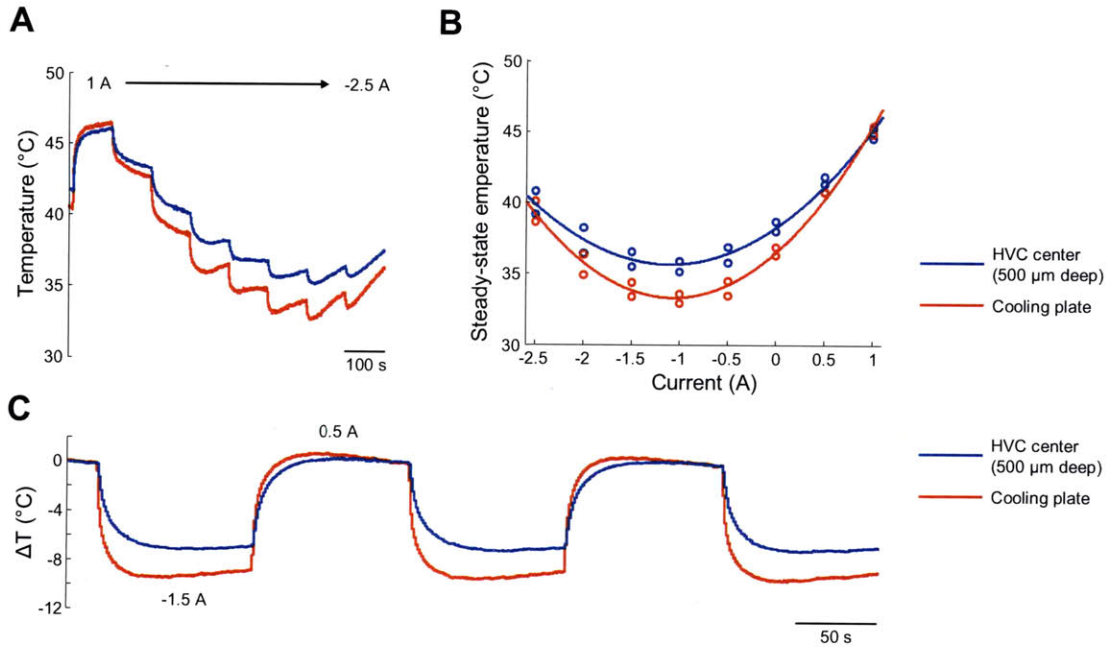 A
Temperature (°C)
50
45
40
35
30
1 A
-2.5 A
100 s
B
Steady-state emperature (°C)
50
45
40
35
30
-2.5 -2 -1.5 -1 -0.5 0 0.5 1
Current (A)
HVC center
(500 µm deep)
Cooling plate
C
ΔT (°C)
0
-4
-8
-12
0.5 A
-1.5 A
50 s
HVC center
(500 µm deep)
Cooling plate